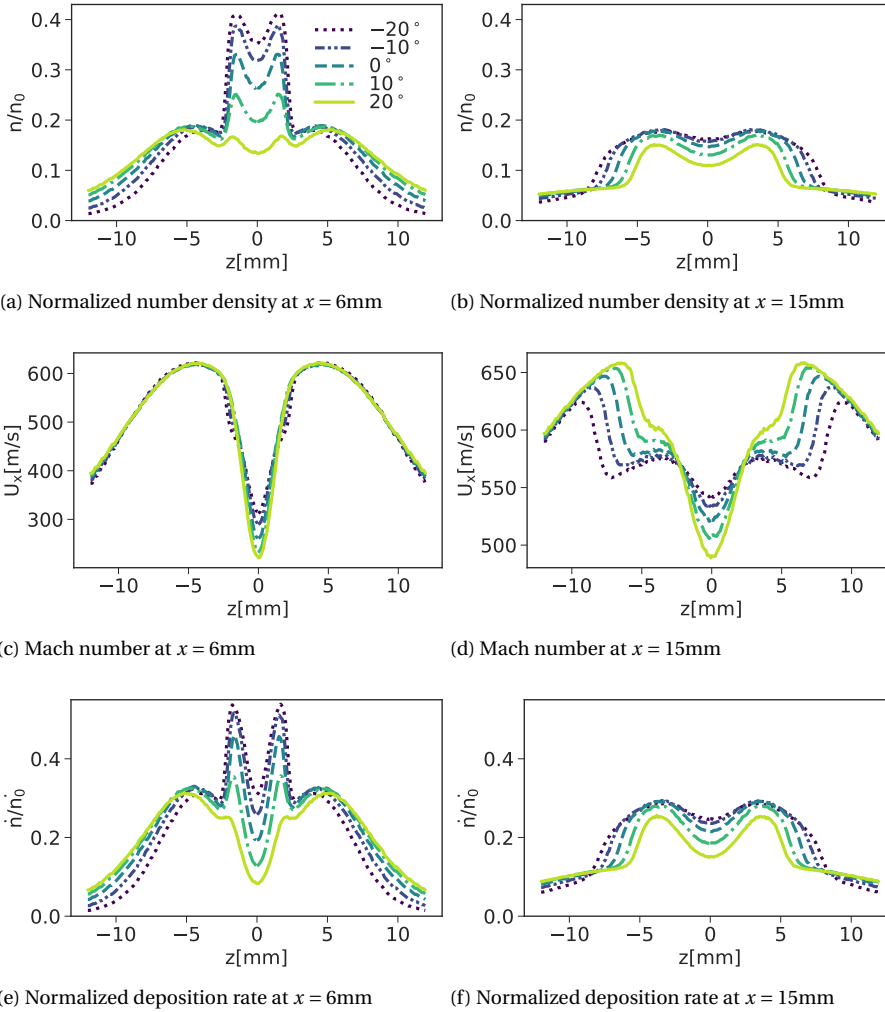 0.4
0.3
0.2
0.1
0.0
n/n₀
−20°
−10°
0°
10°
20°
−10 −5 0 5 10
z[mm]
0.4
0.3
0.2
0.1
0.0
n/n₀
−10 −5 0 5 10
z[mm]
(a) Normalized number density at x = 6mm
(b) Normalized number density at x = 15mm
600
500
400
300
Uₓ[m/s]
−10 −5 0 5 10
z[mm]
650
600
550
500
Uₓ[m/s]
−10 −5 0 5 10
z[mm]
(c) Mach number at x = 6mm
(d) Mach number at x = 15mm
0.4
0.2
0.0
ṅ/ṅ₀
−10 −5 0 5 10
z[mm]
0.4
0.2
0.0
ṅ/ṅ₀
−10 −5 0 5 10
z[mm]
(e) Normalized deposition rate at x = 6mm
(f) Normalized deposition rate at x = 15mm